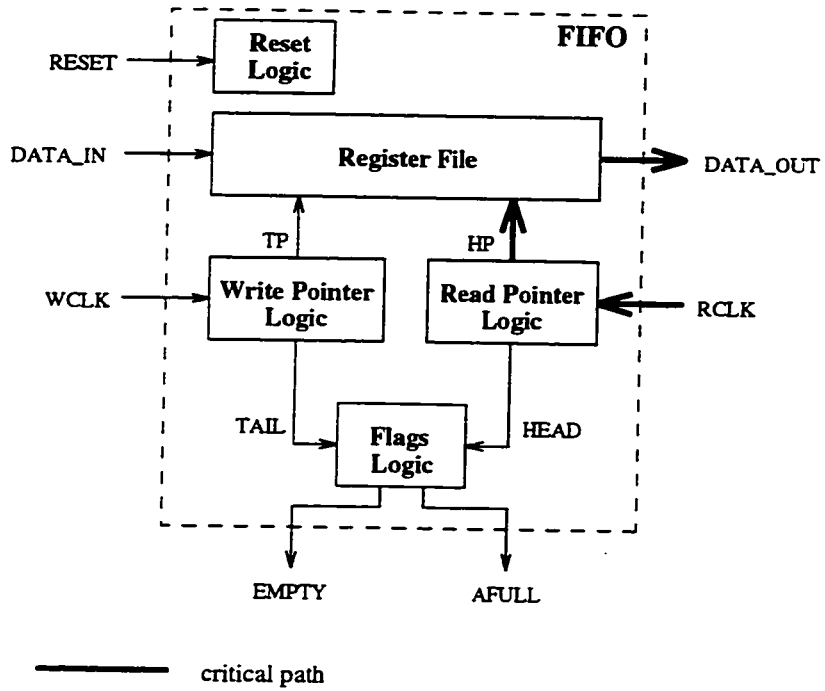 FIFO
Reset
Logic
RESET
DATA_IN
Register File
DATA_OUT
TP
HP
WCLK
Write Pointer
Logic
Read Pointer
Logic
RCLK
TAIL
Flags
Logic
HEAD
EMPTY
AFULL
critical path